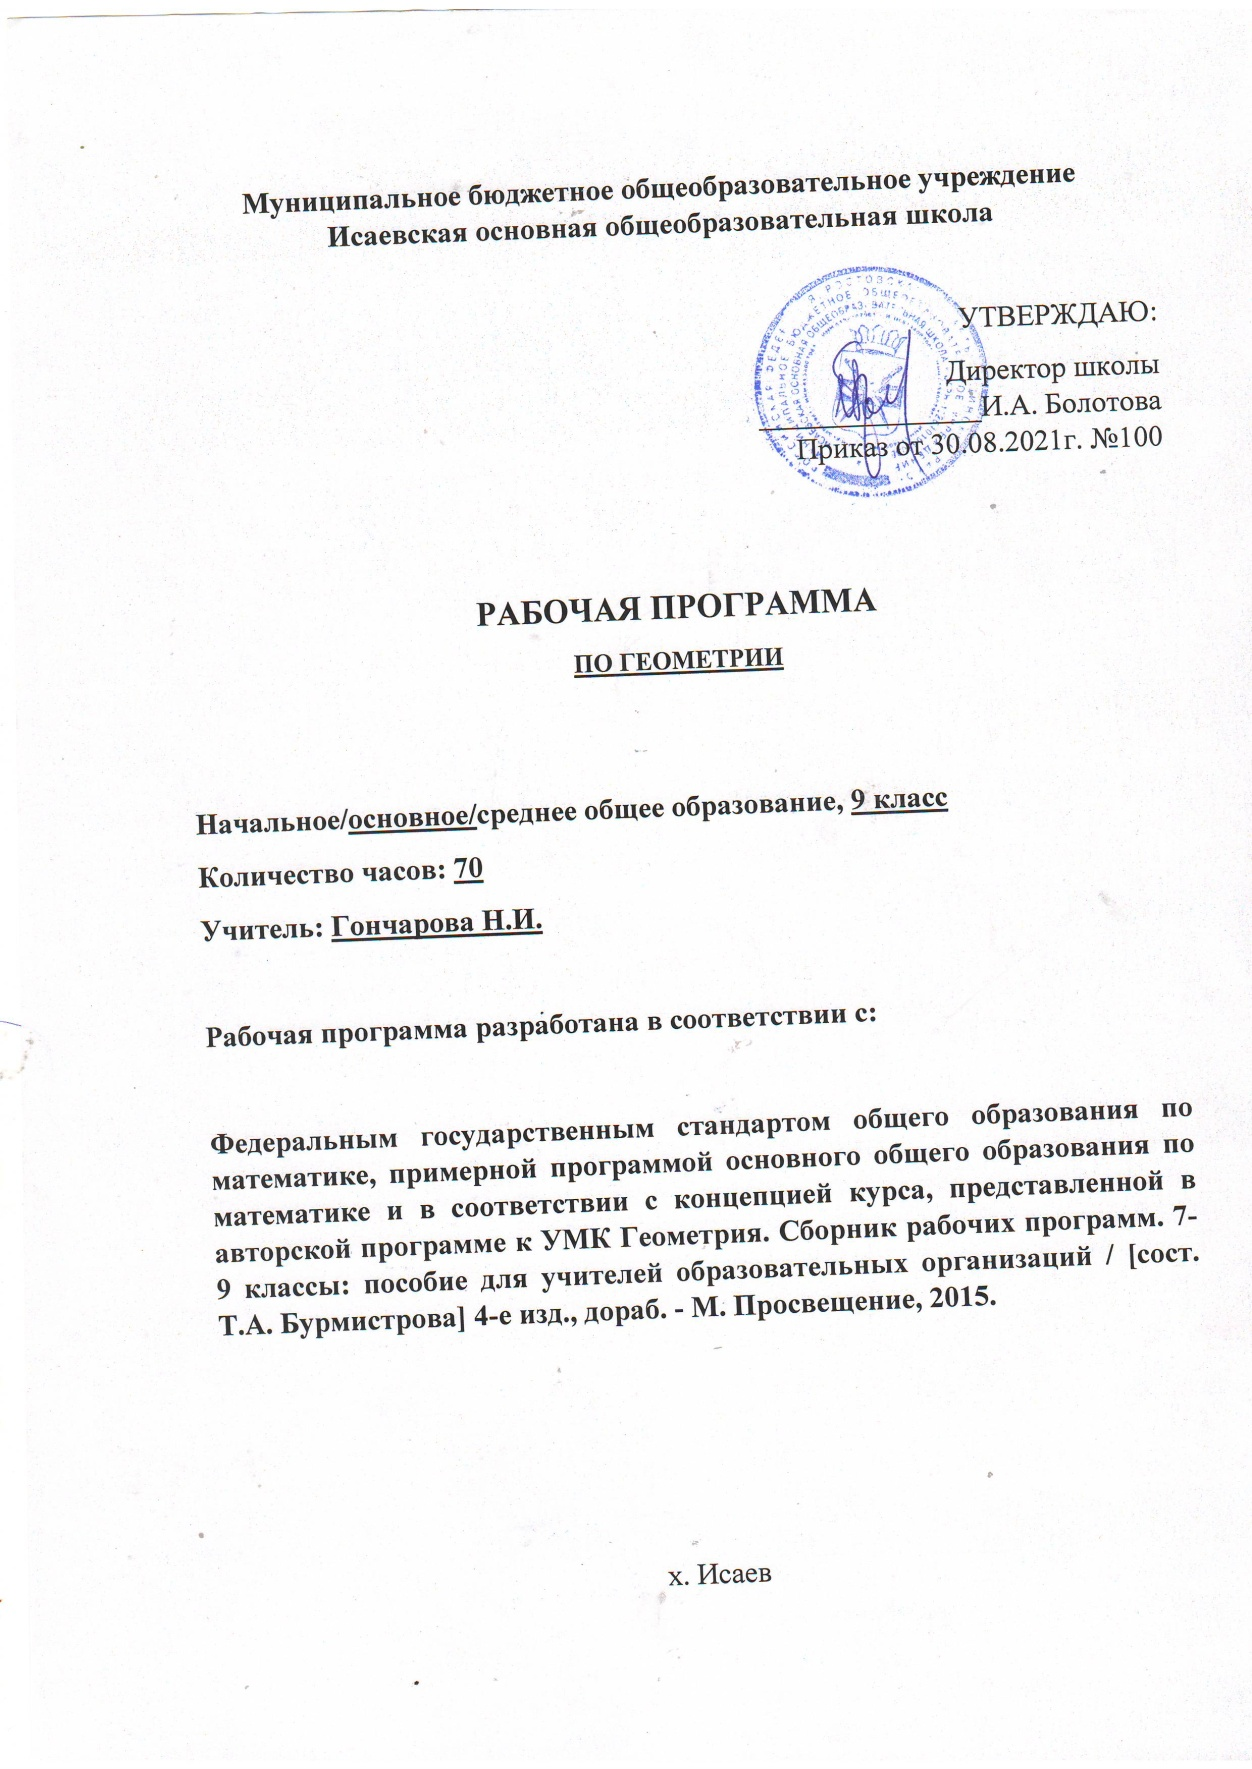 Муниципальное бюджетное общеобразовательное учреждение
Исаевская основная общеобразовательная школа
УТВЕРЖДАЮ:
Директор школы
И.А. Болотова
Приказ от 30.08.2021г. №100
РАБОЧАЯ ПРОГРАММА
ПО ГЕОМЕТРИИ
Начальное/основное/среднее общее образование, 9 класс
Количество часов: 70
Учитель: Гончарова Н.И.
Рабочая программа разработана в соответствии с:
Федеральным государственным стандартом общего образования по
математике, примерной программой основного общего образования по
математике и в соответствии с концепцией курса, представленной в
авторской программе к УМК Геометрия. Сборник рабочих программ. 7-
9 классы: пособие для учителей образовательных организаций / [сост.
Т.А. Бурмистрова] 4-е изд., дораб. - М. Просвещение, 2015.
х. Исаев